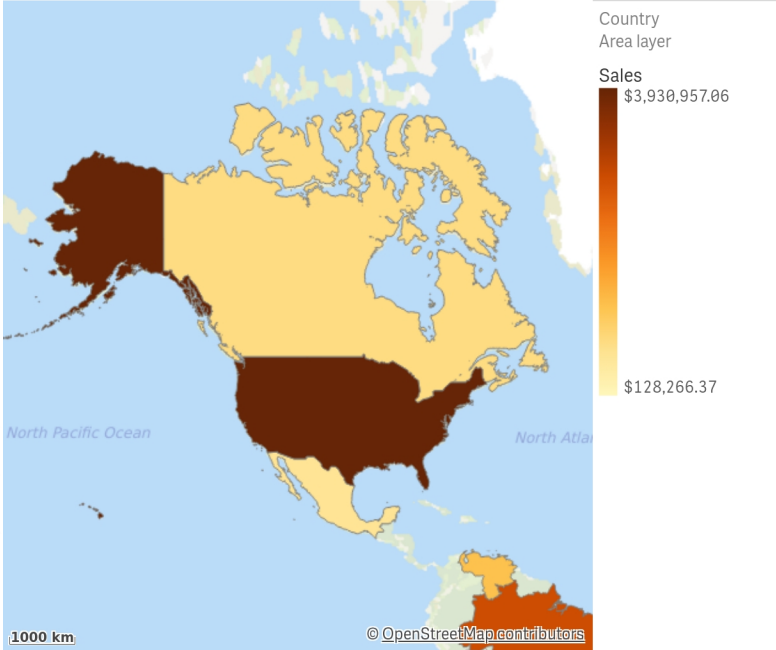 Country
Area layer
Sales
$3,930,957.06
$128,266.37
North Pacific Ocean
North Atlan
1000 km
© OpenStreetMap contributors